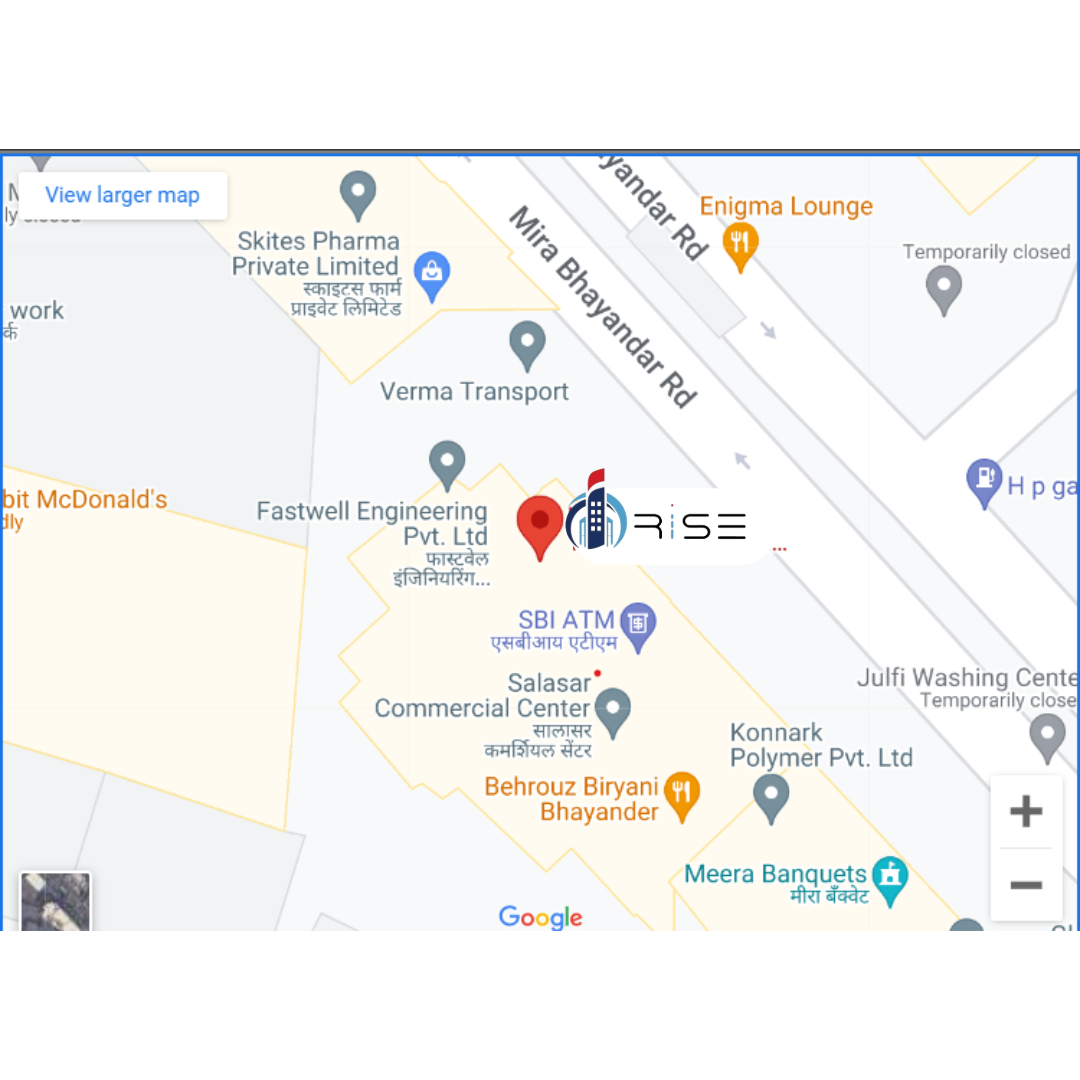 View larger map
Mira Bhayandar Rd
yandar Rd
Enigma Lounge
Temporarily closed
Skites Pharma
Private Limited
स्काइटस फार्म
प्राइवेट लिमिटेड
work
र्क
Verma Transport
bit McDonald's
dly
Fastwell Engineering
Pvt. Ltd
फास्टवेल
इंजिनियरिंग...
RiSE
...
H p ga
SBI ATM
एसबीआय एटीएम
Salasar
Commercial Center
सालासर
कमर्शियल सेंटर
Julfi Washing Cente
Temporarily close
Konnark
Polymer Pvt. Ltd
Behrouz Biryani
Bhayander
Meera Banquets
मीरा बँक्वेट
Google